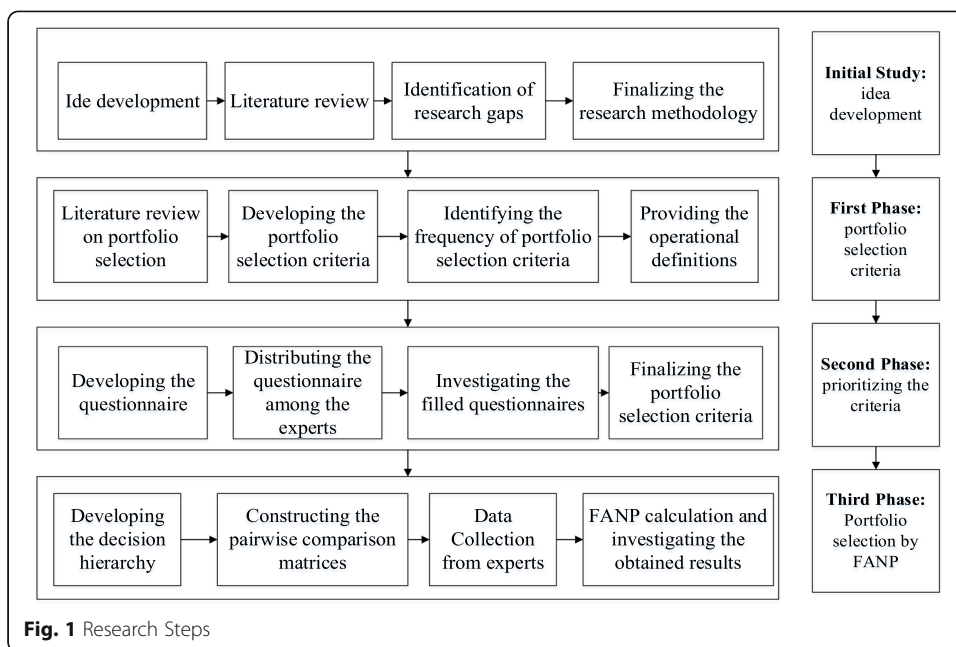 Ide development
Literature review
Identification of
research gaps
Finalizing the
research methodology
Initial Study:
idea
development
Literature review
on portfolio
selection
Developing the
portfolio
selection criteria
Identifying the
frequency of portfolio
selection criteria
Providing the
operational
definitions
First Phase:
portfolio
selection
criteria
Developing the
questionnaire
Distributing the
questionnaire
among the
experts
Investigating the
filled questionnaires
Finalizing the
portfolio
selection criteria
Second Phase:
prioritizing the
criteria
Developing
the decision
hierarchy
Constructing the
pairwise comparison
matrices
Data
Collection
from experts
FANP calculation and
investigating the
obtained results
Third Phase:
Portfolio
selection by
FANP
Fig. 1 Research Steps